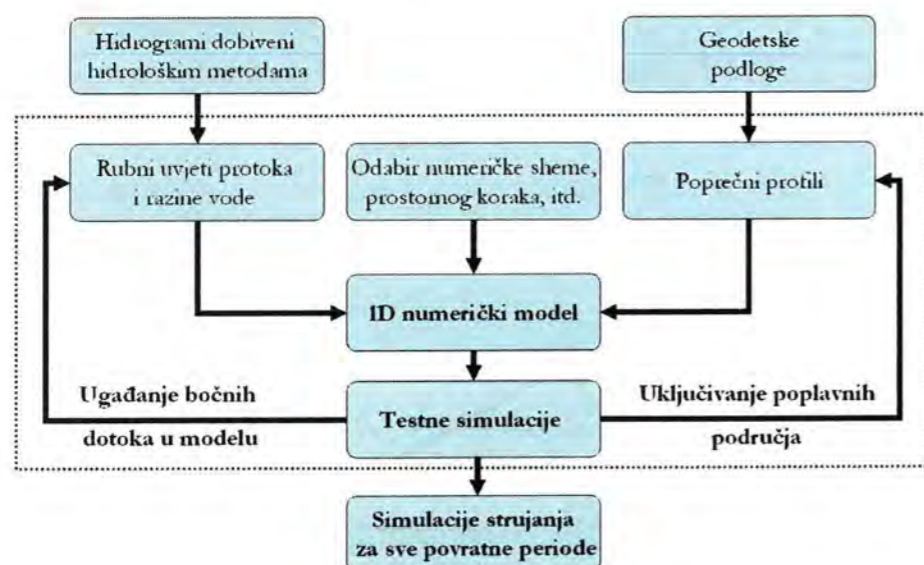 Hidrogrami dobiveni
hidrološkim metodama
Geodetske
podloge
Rubni uvjeti protoka
i razine vode
Odabir numeričke sheme,
prostornog koraka, itd.
Poprečni profili
1D numerički model
Ugađanje bočnih
dotoka u modelu
Testne simulacije
Uključivanje poplavnih
područja
Simulacije strujanja
za sve povratne periode